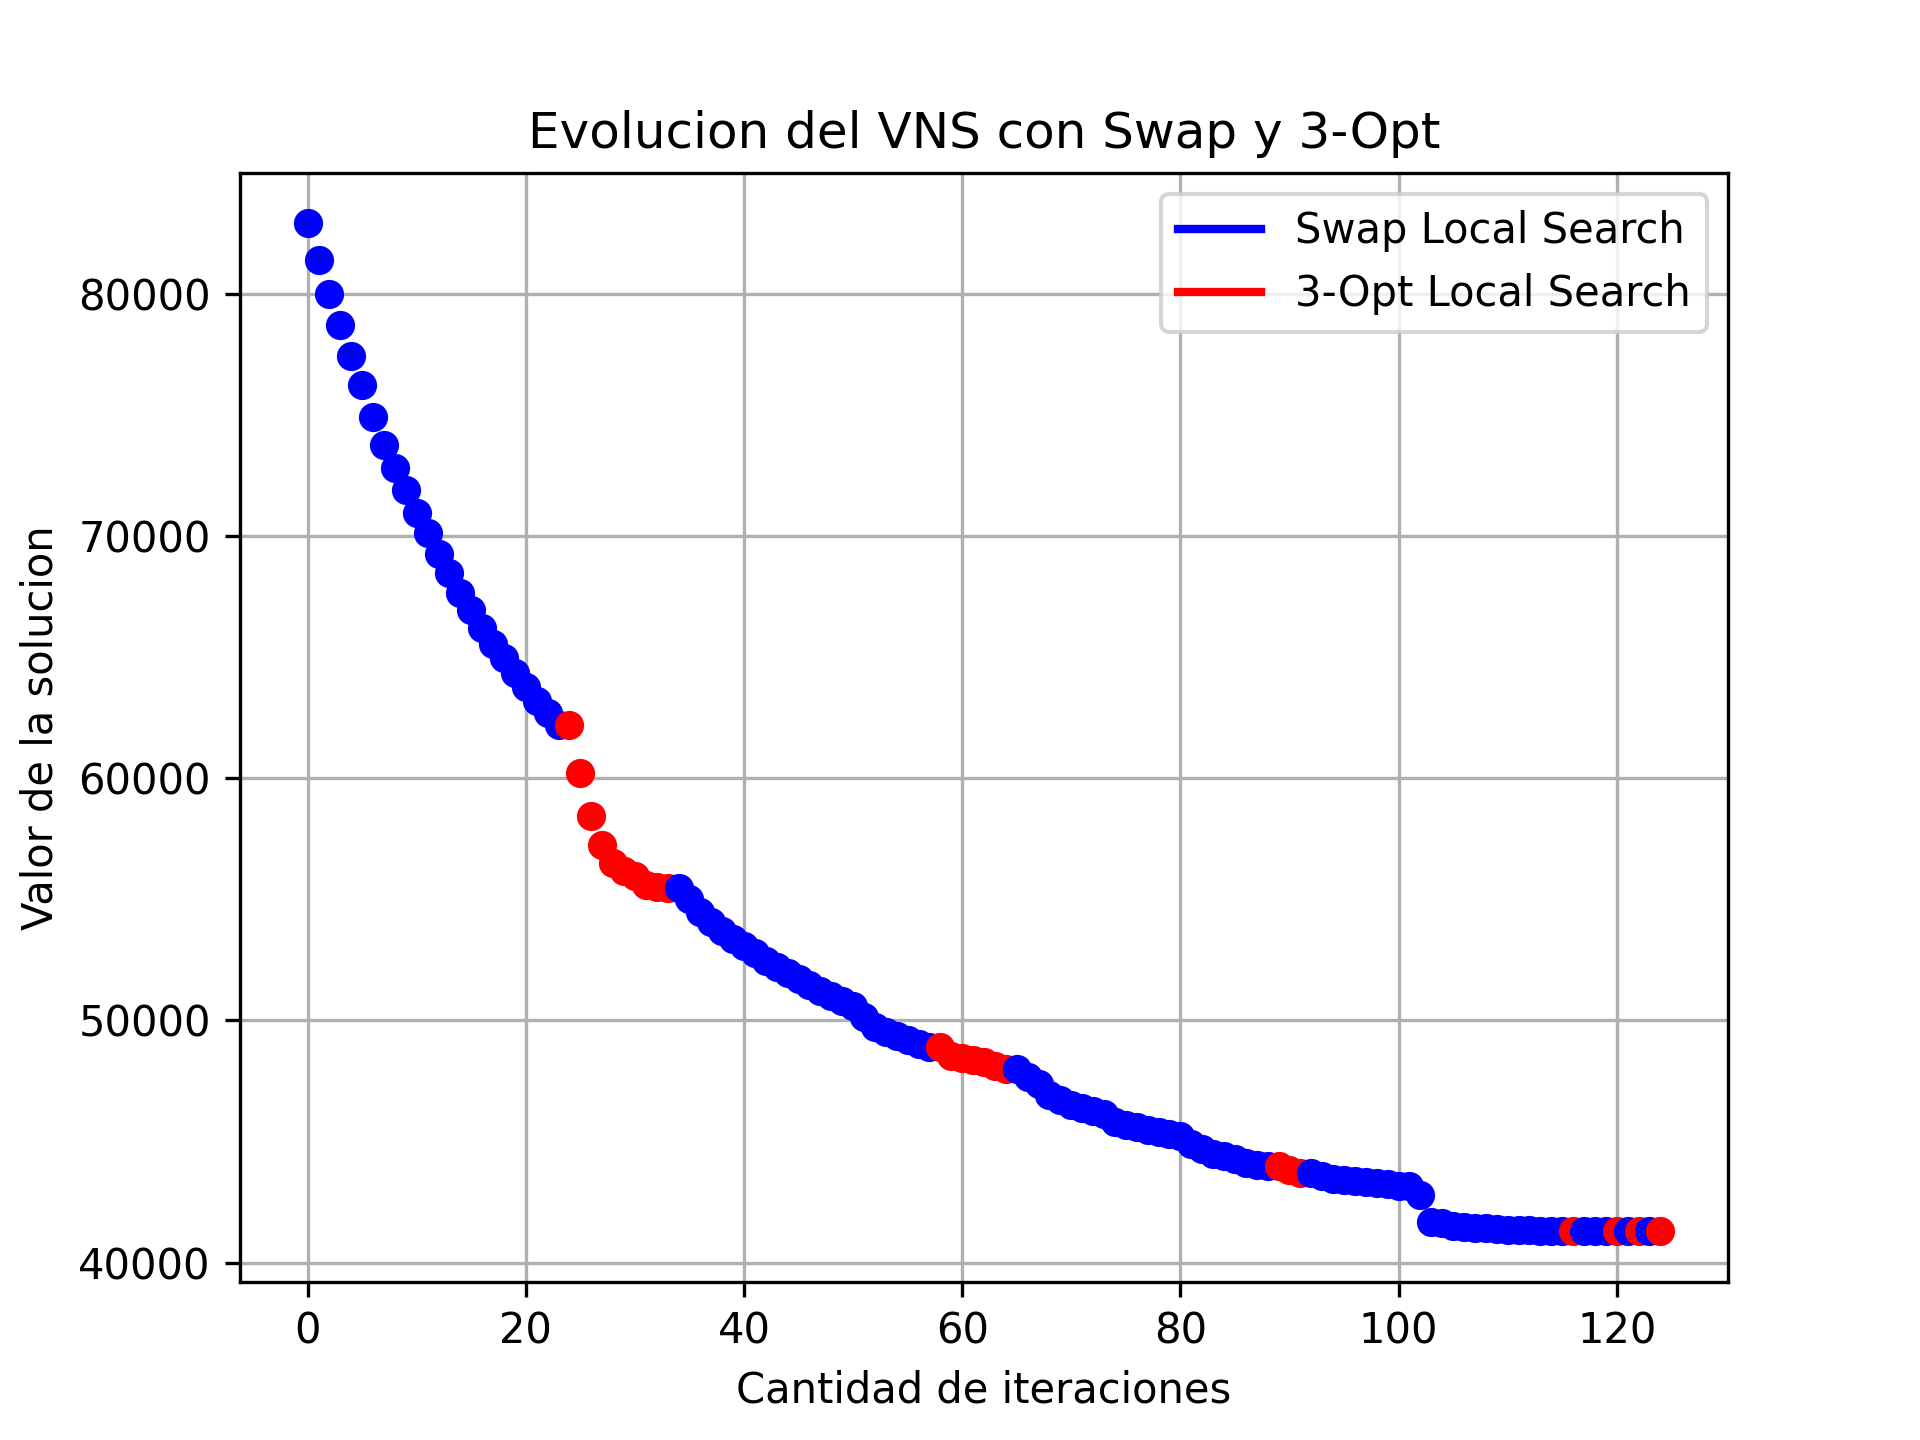 Evolucion del VNS con Swap y 3-Opt
Swap Local Search
3-Opt Local Search
Valor de la solucion
80000
70000
60000
50000
40000
0 20 40 60 80 100 120
Cantidad de iteraciones